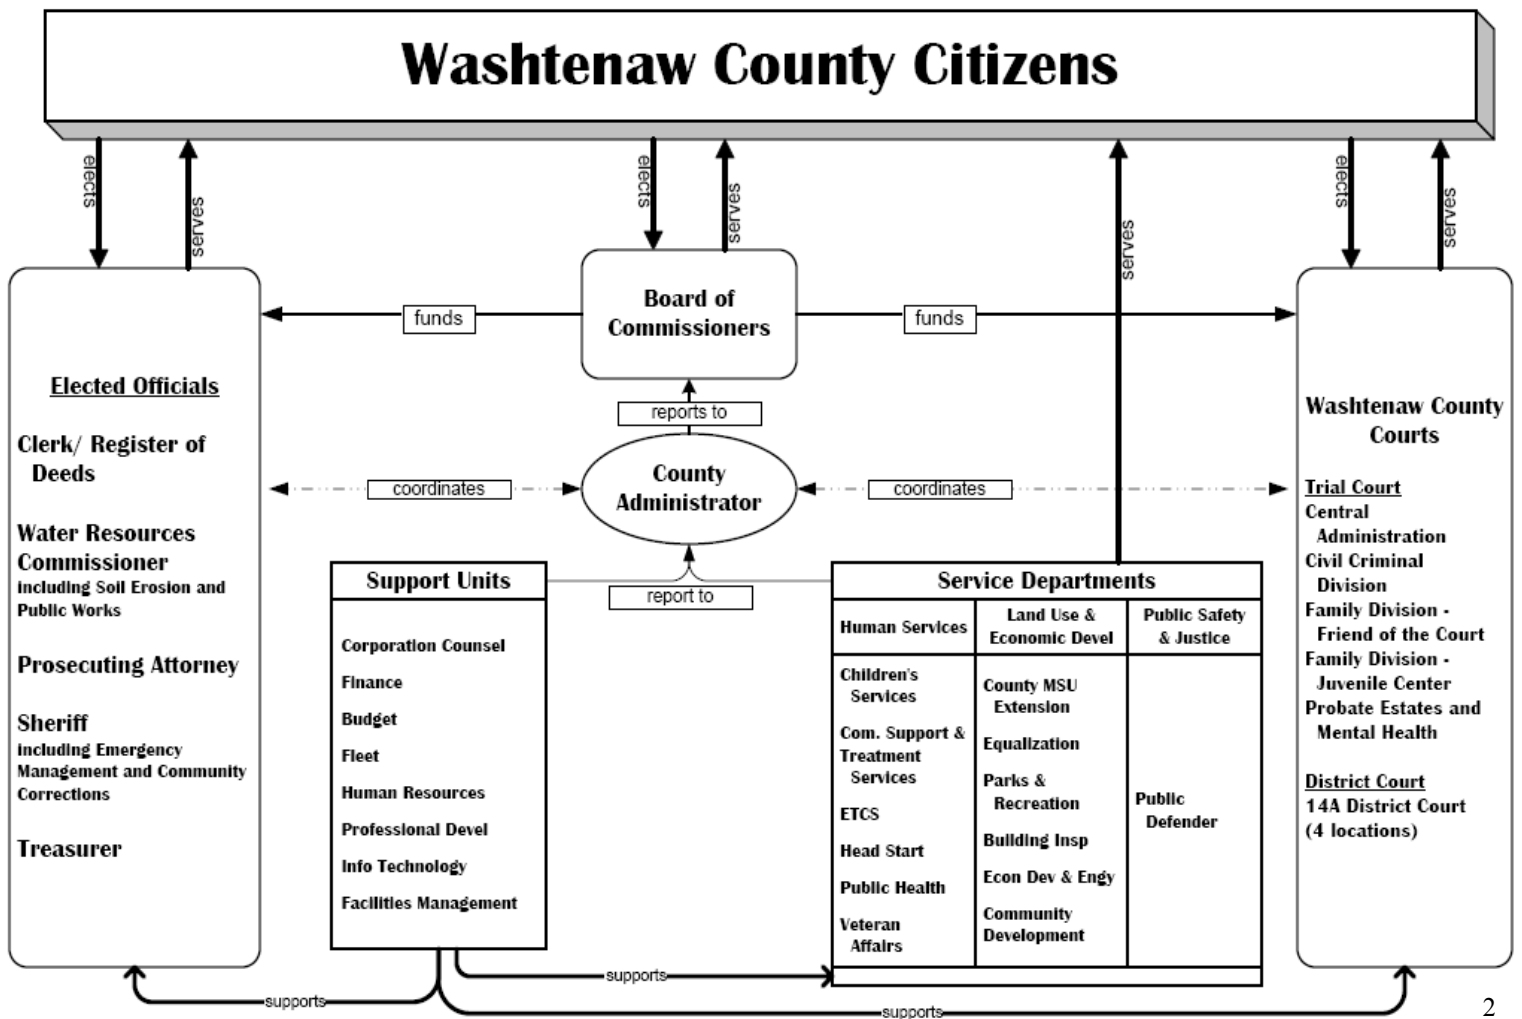 Washtenaw County Citizens
elects
serves
elects
serves
serves
elects
serves
Board of
Commissioners
funds
funds
reports to
County
Administrator
coordinates
coordinates
report to
Elected Officials
Clerk/ Register of
Deeds
Water Resources
Commissioner
including Soil Erosion and
Public Works
Prosecuting Attorney
Sheriff
including Emergency
Management and Community
Corrections
Treasurer
Support Units
Corporation Counsel
Finance
Budget
Fleet
Human Resources
Professional Devel
Info Technology
Facilities Management
Service Departments
Human Services
Children's
Services
Com. Support &
Treatment
Services
ETCS
Head Start
Public Health
Veteran
Affairs
Land Use &
Economic Devel
County MSU
Extension
Equalization
Parks &
Recreation
Building Insp
Econ Dev & Engy
Community
Development
Public Safety
& Justice
Public
Defender
Washtenaw County
Courts
Trial Court
Central
Administration
Civil Criminal
Division
Family Division -
Friend of the Court
Family Division -
Juvenile Center
Probate Estates and
Mental Health
District Court
14A District Court
(4 locations)
supports
supports
supports
2